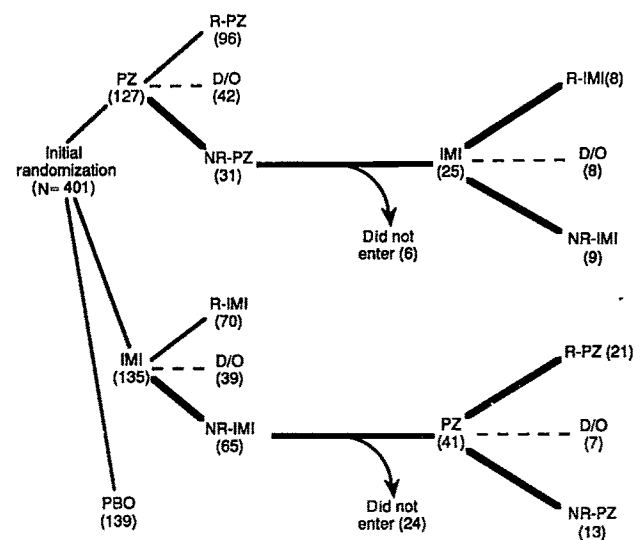 R-PZ
(96)
PZ
(127)
D/O
(42)
NR-PZ
(31)
Initial
randomization
(N= 401)
Did not
enter (6)
IMI
(25)
R-IMI(8)
D/O
(8)
NR-IMI
(9)
R-IMI
(70)
IMI
(135)
D/O
(39)
NR-IMI
(65)
Did not
enter (24)
PZ
(41)
R-PZ (21)
D/O
(7)
NR-PZ
(13)
PBO
(139)